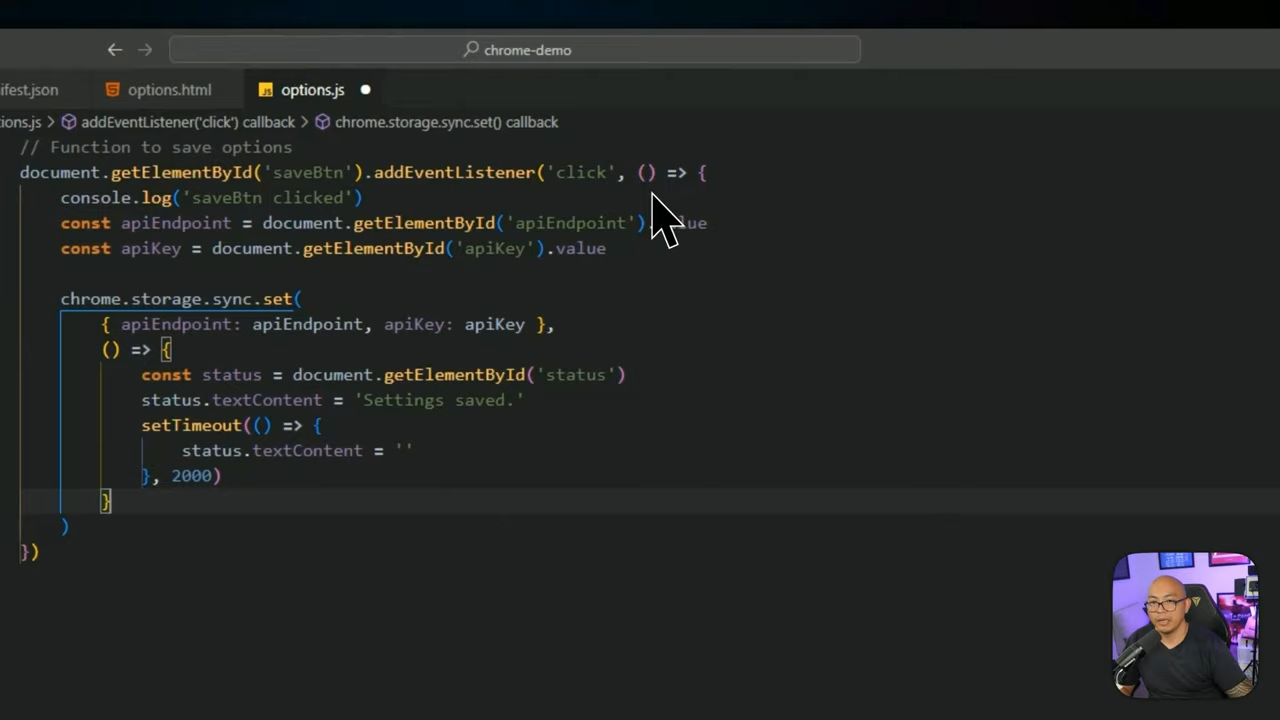 chrome-demo
ifest.json options.html JS options.js
ons.js > addEventListener('click') callback > chrome.storage.sync.set() callback
// Function to save options
document.getElementById('saveBtn').addEventListener('click', () => {
console.log('saveBtn clicked')
const apiEndpoint = document.getElementById('apiEndpoint').value
const apiKey = document.getElementById('apiKey').value
chrome.storage.sync.set(
{ apiEndpoint: apiEndpoint, apiKey: apiKey },
() => {
const status = document.getElementById('status')
status.textContent = 'Settings saved.'
setTimeout(() => {
status.textContent = ''
}, 2000)
}
)
})